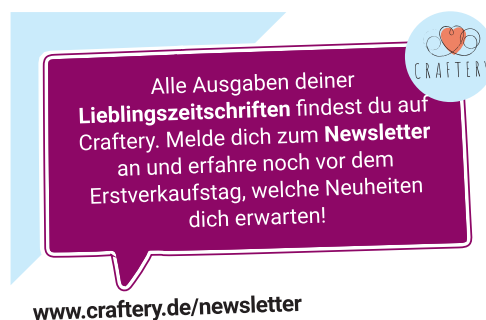 CRAFTERY
Alle Ausgaben deiner
Lieblingszeitschriften findest du auf
Craftery. Melde dich zum Newsletter
an und erfahre noch vor dem
Erstverkaufstag, welche Neuheiten
dich erwarten!
www.craftery.de/newsletter